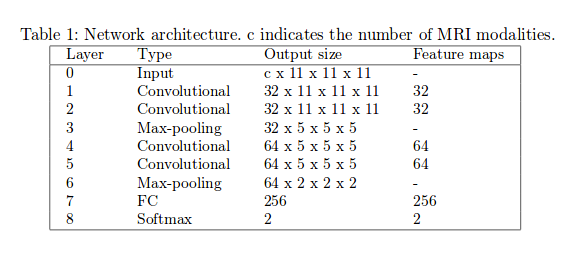 Table 1: Network architecture. c indicates the number of MRI modalities.
Layer Type Output size Feature maps
0 Input c x 11 x 11 x 11 -
1 Convolutional 32 x 11 x 11 x 11 32
2 Convolutional 32 x 11 x 11 x 11 32
3 Max-pooling 32 x 5 x 5 x 5 -
4 Convolutional 64 x 5 x 5 x 5 64
5 Convolutional 64 x 5 x 5 x 5 64
6 Max-pooling 64 x 2 x 2 x 2 -
7 FC 256 256
8 Softmax 2 2